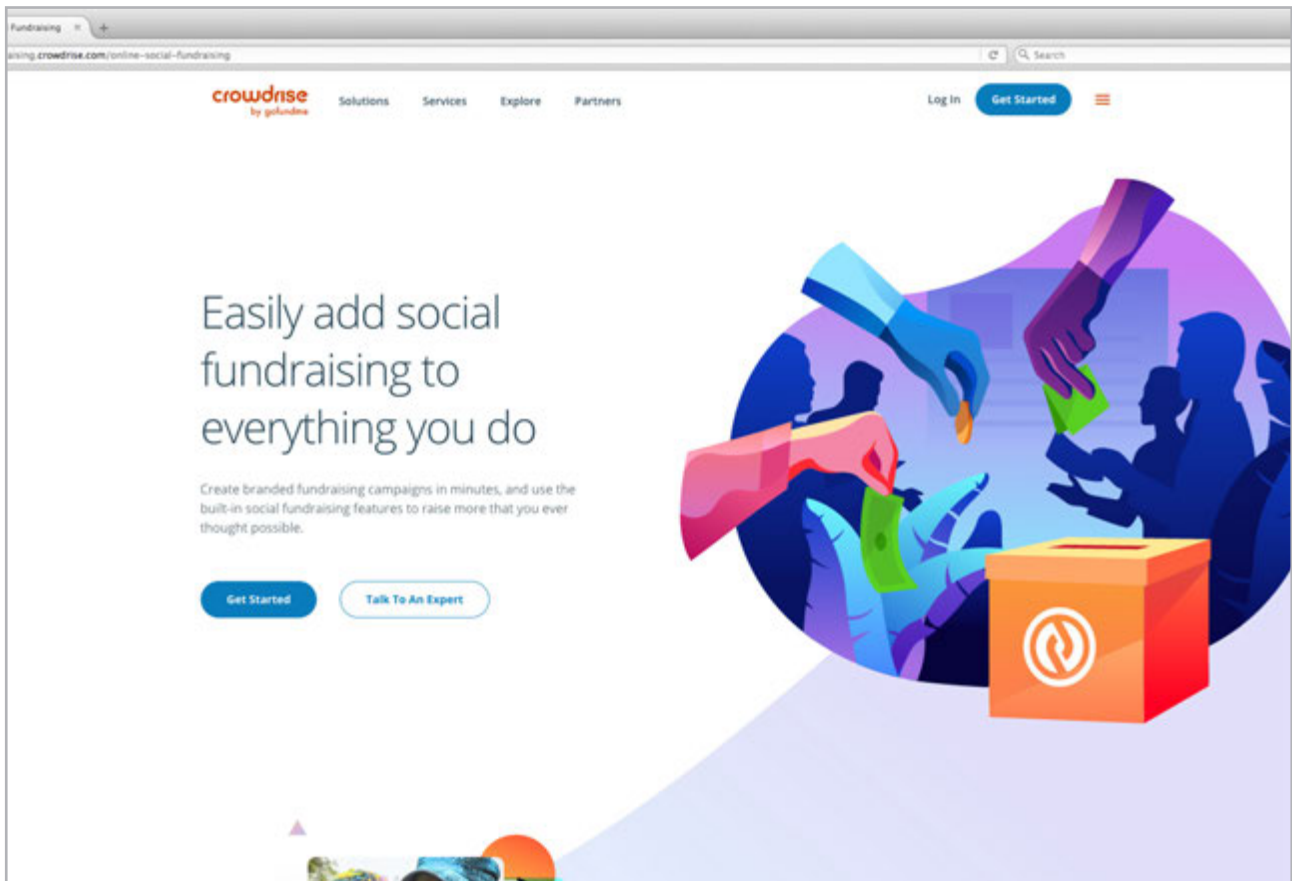 Fundraising × +
aising.crowdrise.com/online-social-fundraising
Search
crowdrise
by gofundme
Solutions Services Explore Partners
Log In Get Started
Easily add social
fundraising to
everything you do
Create branded fundraising campaigns in minutes, and use the
built-in social fundraising features to raise more that you ever
thought possible.
Get Started Talk To An Expert